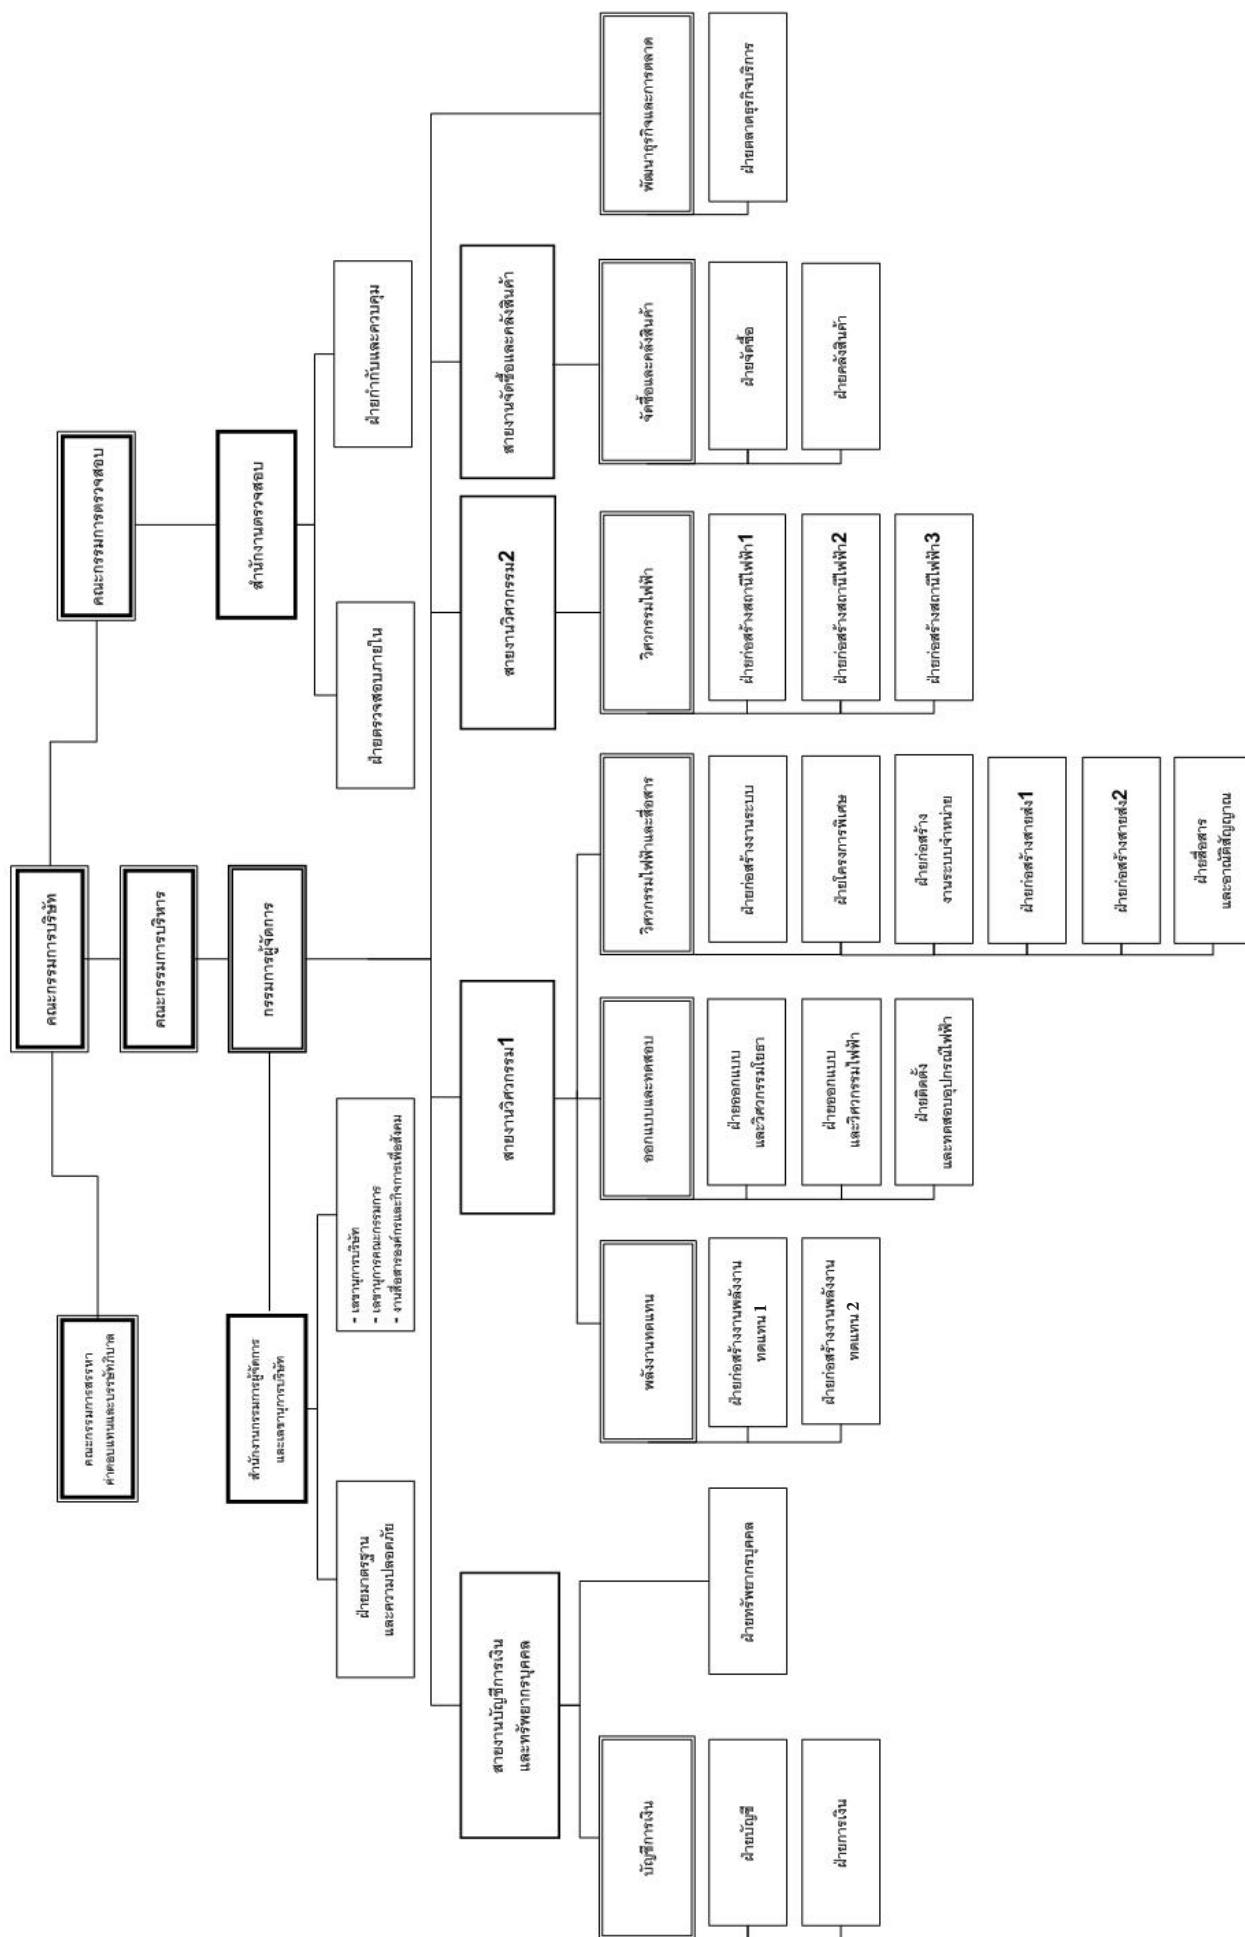 คณะกรรมการบริษัท
คณะกรรมการสรรหา
ค่าตอบแทนและบรรษัทภิบาล
คณะกรรมการตรวจสอบ
คณะกรรมการบริหาร
กรรมการผู้จัดการ
สำนักงานกรรมการผู้จัดการ
และเลขานุการบริษัท
สำนักงานตรวจสอบ
ฝ่ายมาตรฐาน
และความปลอดภัย
- เลขานุการบริษัท
- เลขานุการคณะกรรมการ
- งานสื่อสารองค์กรและกิจการเพื่อสังคม
ฝ่ายตรวจสอบภายใน
ฝ่ายกำกับและควบคุม
สายงานบัญชีการเงิน
และทรัพยากรบุคคล
สายงานวิศวกรรม1
สายงานวิศวกรรม2
สายงานจัดซื้อและคลังสินค้า
บัญชีการเงิน
พลังงานทดแทน
ออกแบบและทดสอบ
วิศวกรรมไฟฟ้าและสื่อสาร
วิศวกรรมไฟฟ้า
จัดซื้อและคลังสินค้า
พัฒนาธุรกิจและการตลาด
ฝ่ายบัญชี
ฝ่ายทรัพยากรบุคคล
ฝ่ายก่อสร้างงานพลังงาน
ทดแทน 1
ฝ่ายออกแบบ
และวิศวกรรมโยธา
ฝ่ายก่อสร้างงานระบบ
ฝ่ายก่อสร้างสถานีไฟฟ้า1
ฝ่ายจัดซื้อ
ฝ่ายตลาดธุรกิจบริการ
ฝ่ายการเงิน
ฝ่ายก่อสร้างงานพลังงาน
ทดแทน 2
ฝ่ายออกแบบ
และวิศวกรรมไฟฟ้า
ฝ่ายโครงการพิเศษ
ฝ่ายก่อสร้างสถานีไฟฟ้า2
ฝ่ายคลังสินค้า
ฝ่ายติดตั้ง
และทดสอบอุปกรณ์ไฟฟ้า
ฝ่ายก่อสร้าง
งานระบบจำหน่าย
ฝ่ายก่อสร้างสถานีไฟฟ้า3
ฝ่ายก่อสร้างสายส่ง1
ฝ่ายก่อสร้างสายส่ง2
ฝ่ายสื่อสาร
และอาณัติสัญญาณ